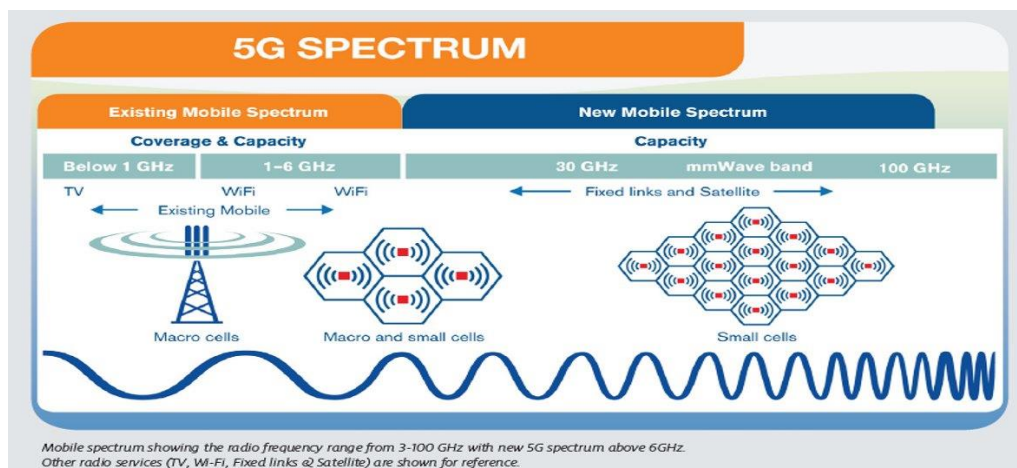 5G SPECTRUM
Existing Mobile Spectrum
New Mobile Spectrum
Coverage & Capacity
Capacity
Below 1 GHz
1–6 GHz
30 GHz
mmWave band
100 GHz
TV
WiFi
WiFi
Fixed links and Satellite
Existing Mobile
Macro cells
Macro and small cells
Small cells
Mobile spectrum showing the radio frequency range from 3-100 GHz with new 5G spectrum above 6GHz.
Other radio services (TV, Wi-Fi, Fixed links & Satellite) are shown for reference.